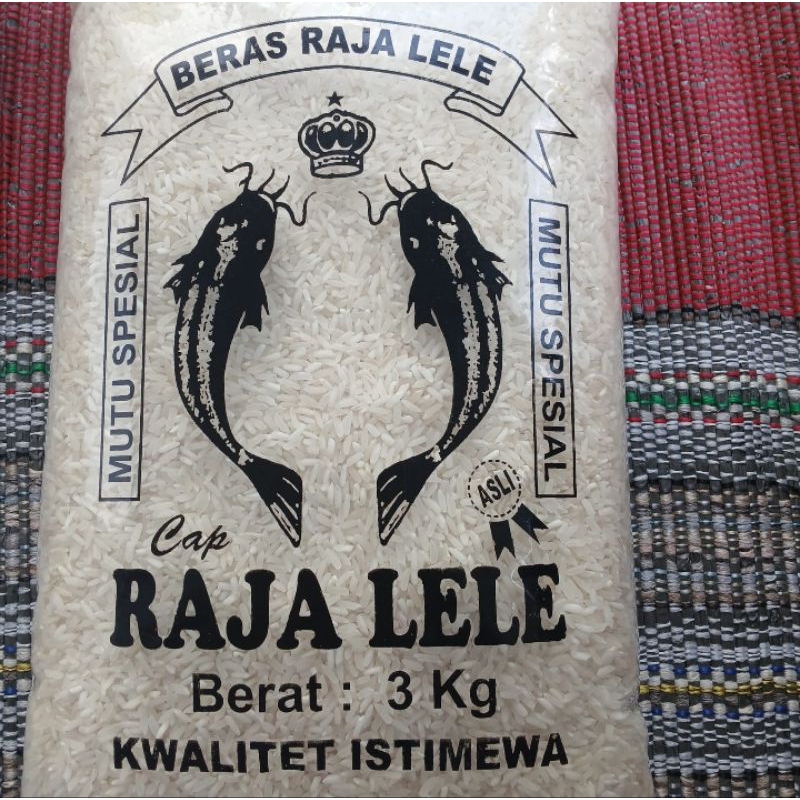 BERAS RAJA LELE
MUTU SPESIAL
MUTU SPESIAL
ASLI
Cap
RAJA LELE
Berat : 3 Kg
KWALITET ISTIMEWA